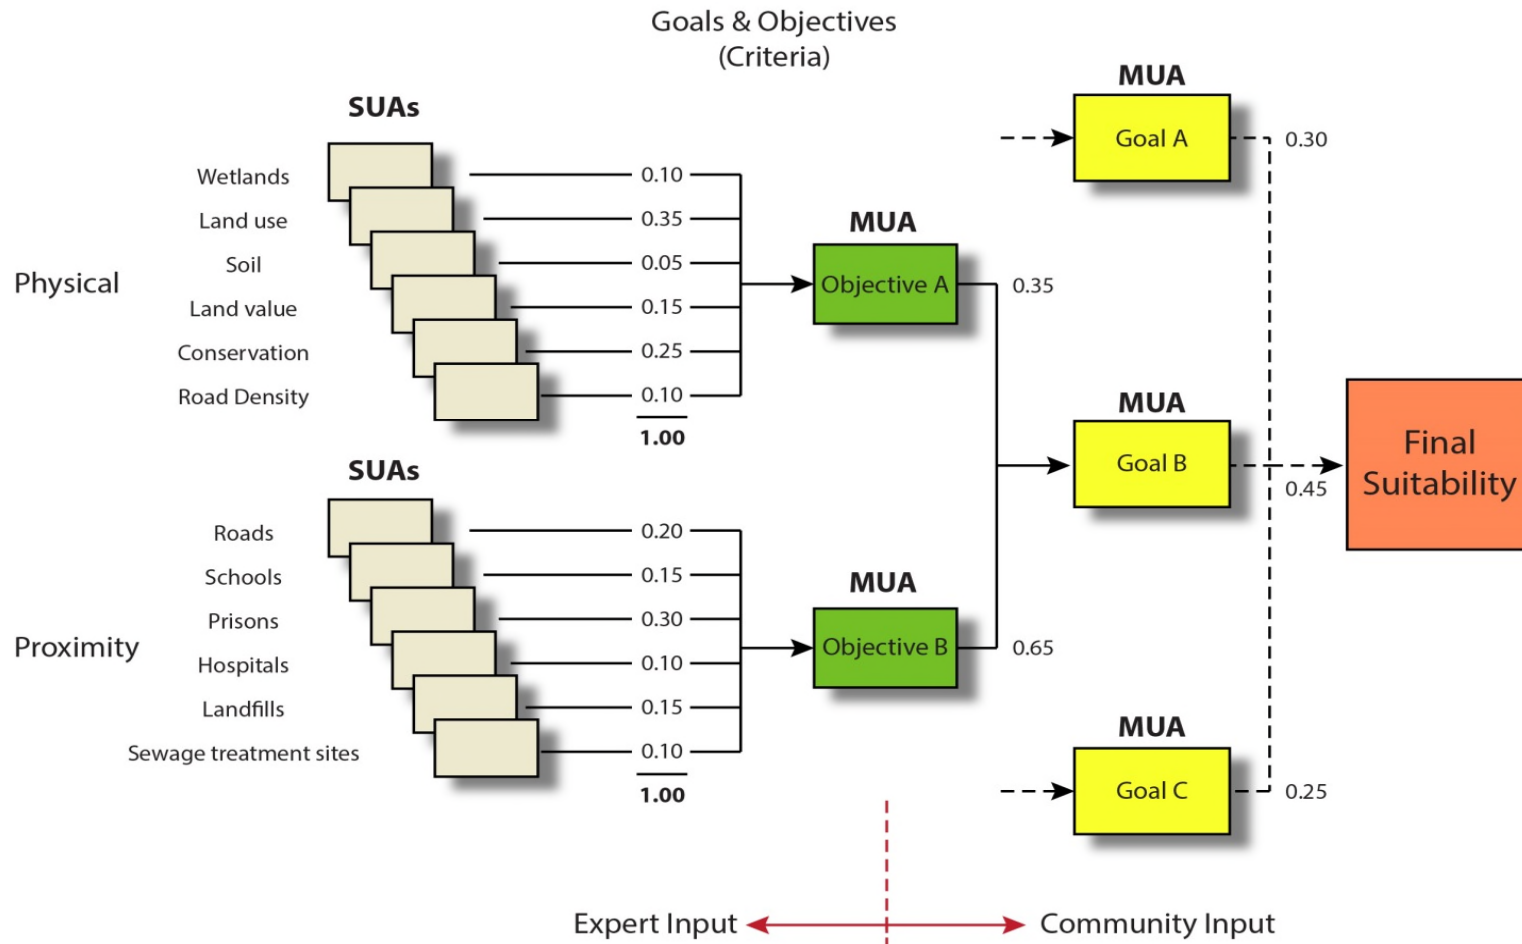 Goals & Objectives
(Criteria)
SUAs
Physical
Wetlands 0.10
Land use 0.35
Soil 0.05
Land value 0.15
Conservation 0.25
Road Density 0.10
1.00
SUAs
Proximity
Roads 0.20
Schools 0.15
Prisons 0.30
Hospitals 0.10
Landfills 0.15
Sewage treatment sites 0.10
1.00
MUA
Objective A
0.35
MUA
Objective B
0.65
MUA
Goal A
0.30
MUA
Goal B
0.45
MUA
Goal C
0.25
Final
Suitability
Expert Input
Community Input